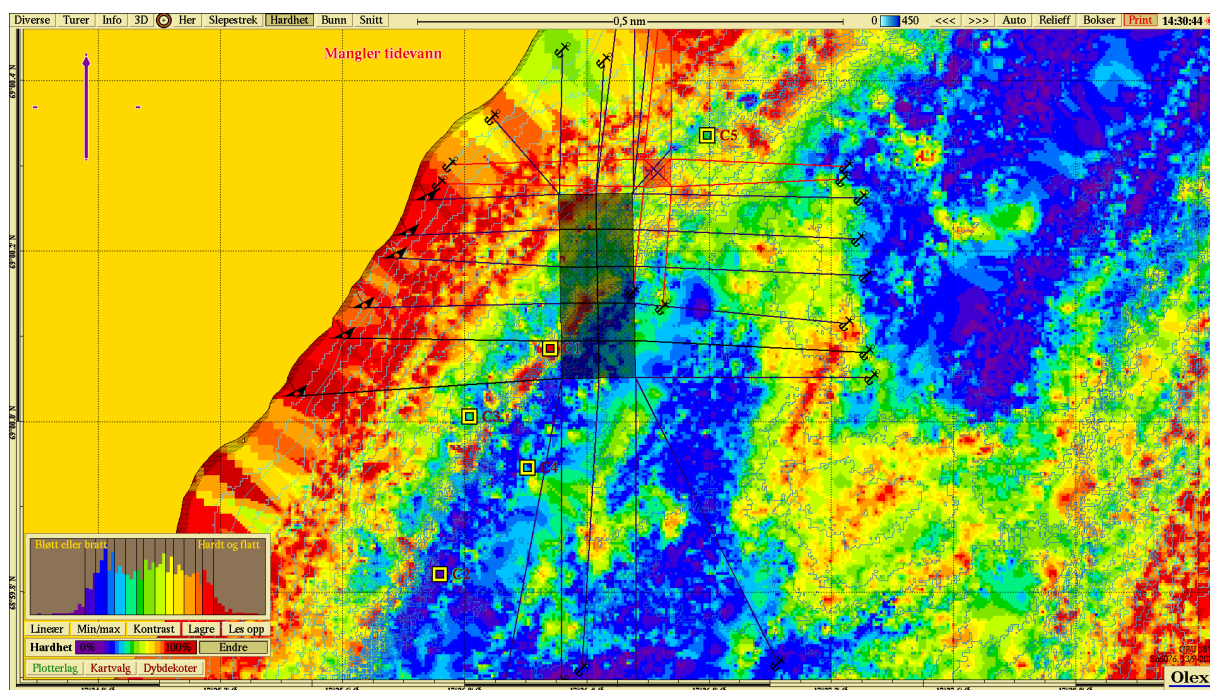 Diverse Turer Info 3D Her Slepestrek Hardhet Bunn Snitt 0,5 nm 0 450 <<< >>> Auto Relieff Bokser Print 14:30:44
Mangler tidevann
C5
C1
C3
C4
C2
Bløtt eller bratt Hardt og flatt
Lineær Min/max Kontrast Lagre Les opp
Hardhet 0% 100% Endre
Plotterlag Kartvalg Dybdekoter
Olex